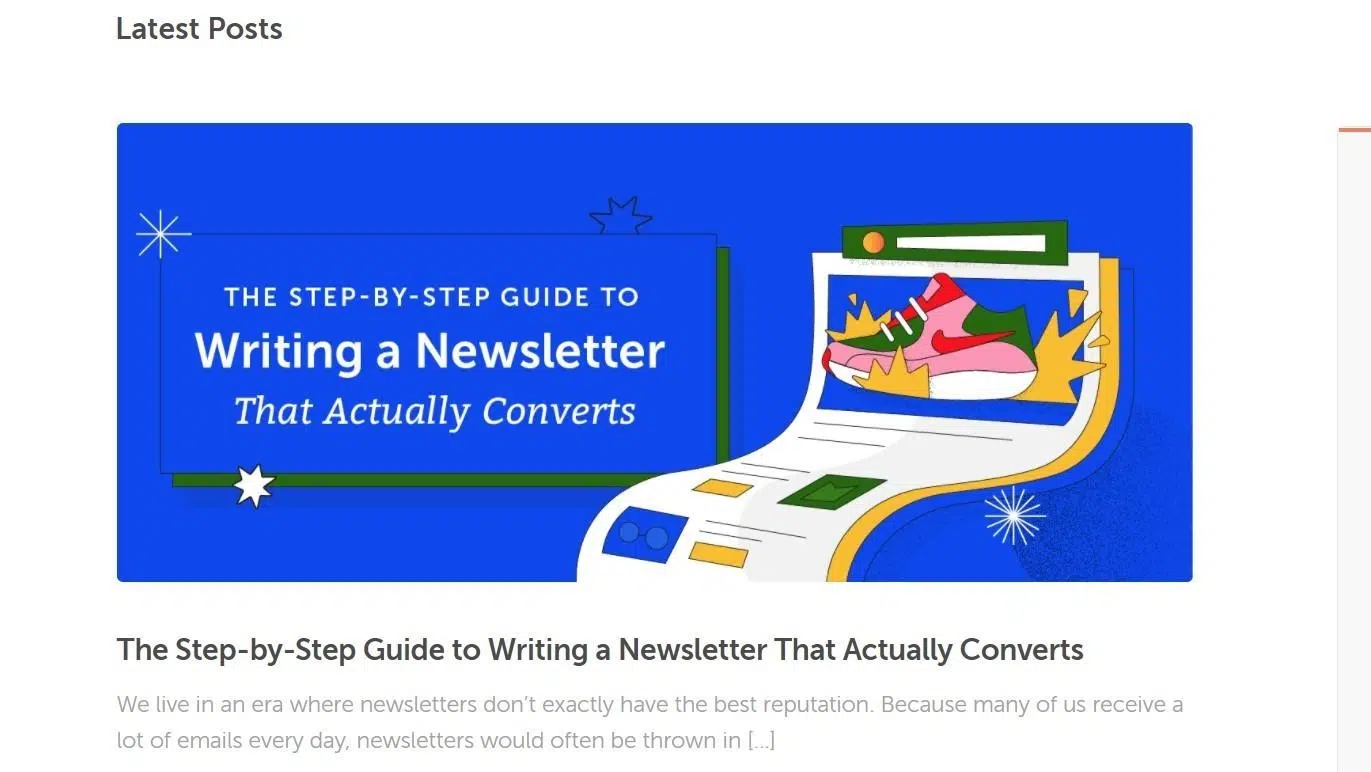 Latest Posts
THE STEP-BY-STEP GUIDE TO
Writing a Newsletter
That Actually Converts
The Step-by-Step Guide to Writing a Newsletter That Actually Converts
We live in an era where newsletters don’t exactly have the best reputation. Because many of us receive a
lot of emails every day, newsletters would often be thrown in [...]